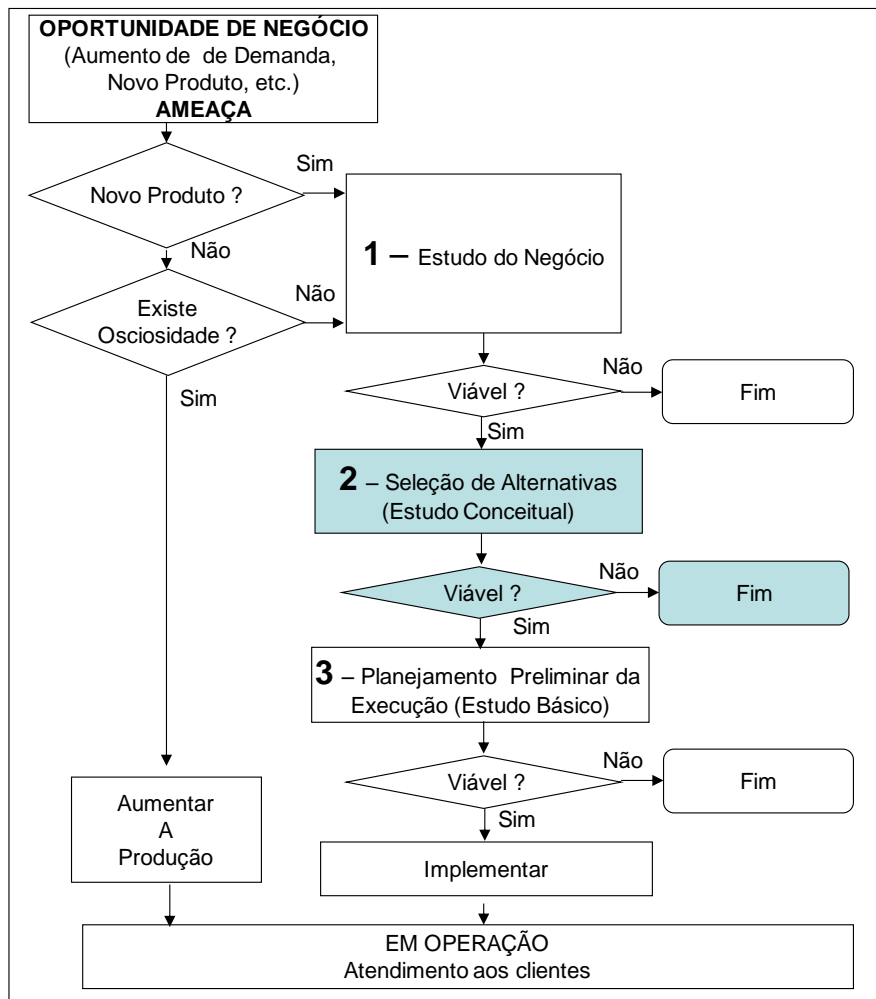 OPORTUNIDADE DE NEGÓCIO
(Aumento de de Demanda,
Novo Produto, etc.)
AMEAÇA
Sim
Novo Produto ?
Não
1 – Estudo do Negócio
Existe
Osciosidade ?
Não
Sim
Viável ?
Não
Fim
Sim
2 – Seleção de Alternativas
(Estudo Conceitual)
Viável ?
Não
Fim
Sim
3 – Planejamento Preliminar da
Execução (Estudo Básico)
Viável ?
Não
Fim
Sim
Aumentar
A
Produção
Implementar
EM OPERAÇÃO
Atendimento aos clientes